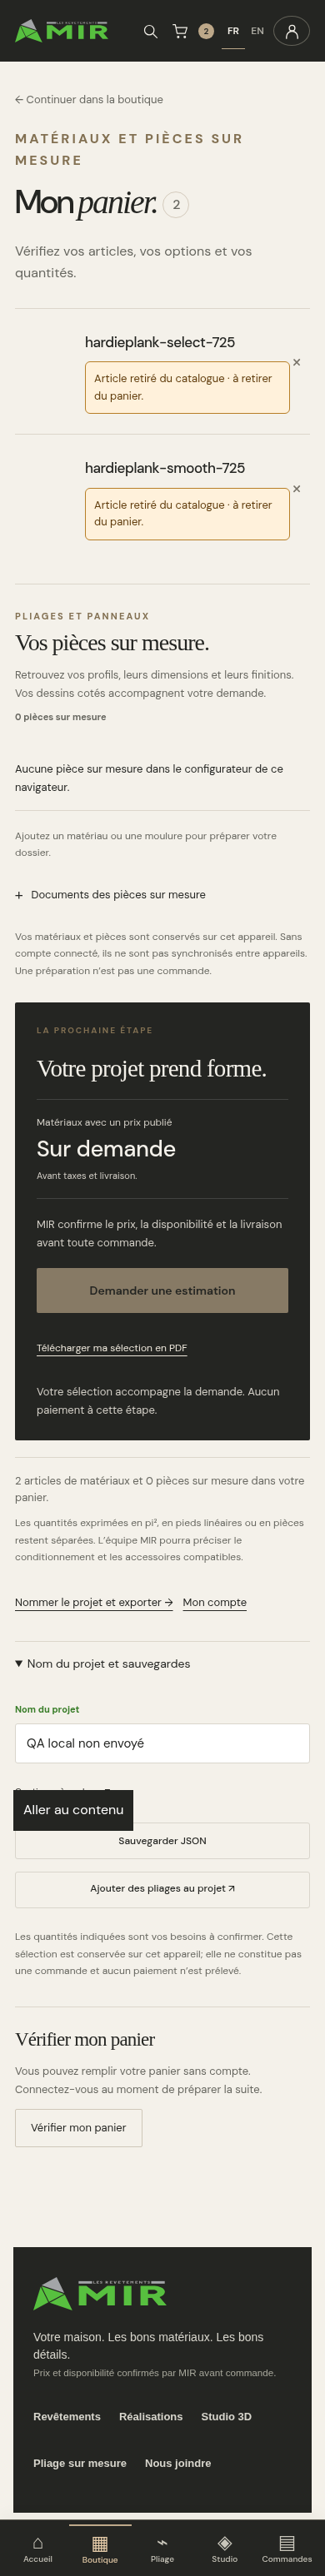 LES REVÊTEMENTS
MIR
2
FR
EN
← Continuer dans la boutique
MATÉRIAUX ET PIÈCES SUR
MESURE
Mon panier. 2
Vérifiez vos articles, vos options et vos
quantités.
hardieplank-select-725
×
Article retiré du catalogue · à retirer
du panier.
hardieplank-smooth-725
×
Article retiré du catalogue · à retirer
du panier.
PLIAGES ET PANNEAUX
Vos pièces sur mesure.
Retrouvez vos profils, leurs dimensions et leurs finitions.
Vos dessins cotés accompagnent votre demande.
0 pièces sur mesure
Aucune pièce sur mesure dans le configurateur de ce
navigateur.
Ajoutez un matériau ou une moulure pour préparer votre
dossier.
+ Documents des pièces sur mesure
Vos matériaux et pièces sont conservés sur cet appareil. Sans
compte connecté, ils ne sont pas synchronisés entre appareils.
Une préparation n’est pas une commande.
LA PROCHAINE ÉTAPE
Votre projet prend forme.
Matériaux avec un prix publié
Sur demande
Avant taxes et livraison.
MIR confirme le prix, la disponibilité et la livraison
avant toute commande.
Demander une estimation
Télécharger ma sélection en PDF
Votre sélection accompagne la demande. Aucun
paiement à cette étape.
2 articles de matériaux et 0 pièces sur mesure dans votre
panier.
Les quantités exprimées en pi², en pieds linéaires ou en pièces
restent séparées. L’équipe MIR pourra préciser le
conditionnement et les accessoires compatibles.
Nommer le projet et exporter → Mon compte
▼ Nom du projet et sauvegardes
Nom du projet
QA local non envoyé
Aller au contenu
Sauvegarder JSON
Ajouter des pliages au projet ↗
Les quantités indiquées sont vos besoins à confirmer. Cette
sélection est conservée sur cet appareil; elle ne constitue pas
une commande et aucun paiement n’est prélevé.
Vérifier mon panier
Vous pouvez remplir votre panier sans compte.
Connectez-vous au moment de préparer la suite.
Vérifier mon panier
LES REVÊTEMENTS
MIR
Votre maison. Les bons matériaux. Les bons
détails.
Prix et disponibilité confirmés par MIR avant commande.
Revêtements Réalisations Studio 3D
Pliage sur mesure Nous joindre
Accueil Boutique Pliage Studio Commandes